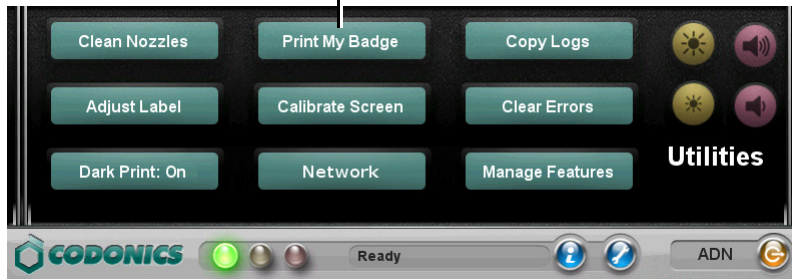 Clean Nozzles Print My Badge Copy Logs
Adjust Label Calibrate Screen Clear Errors
Utilities
Dark Print: On Network Manage Features
CODONICS Ready ADN